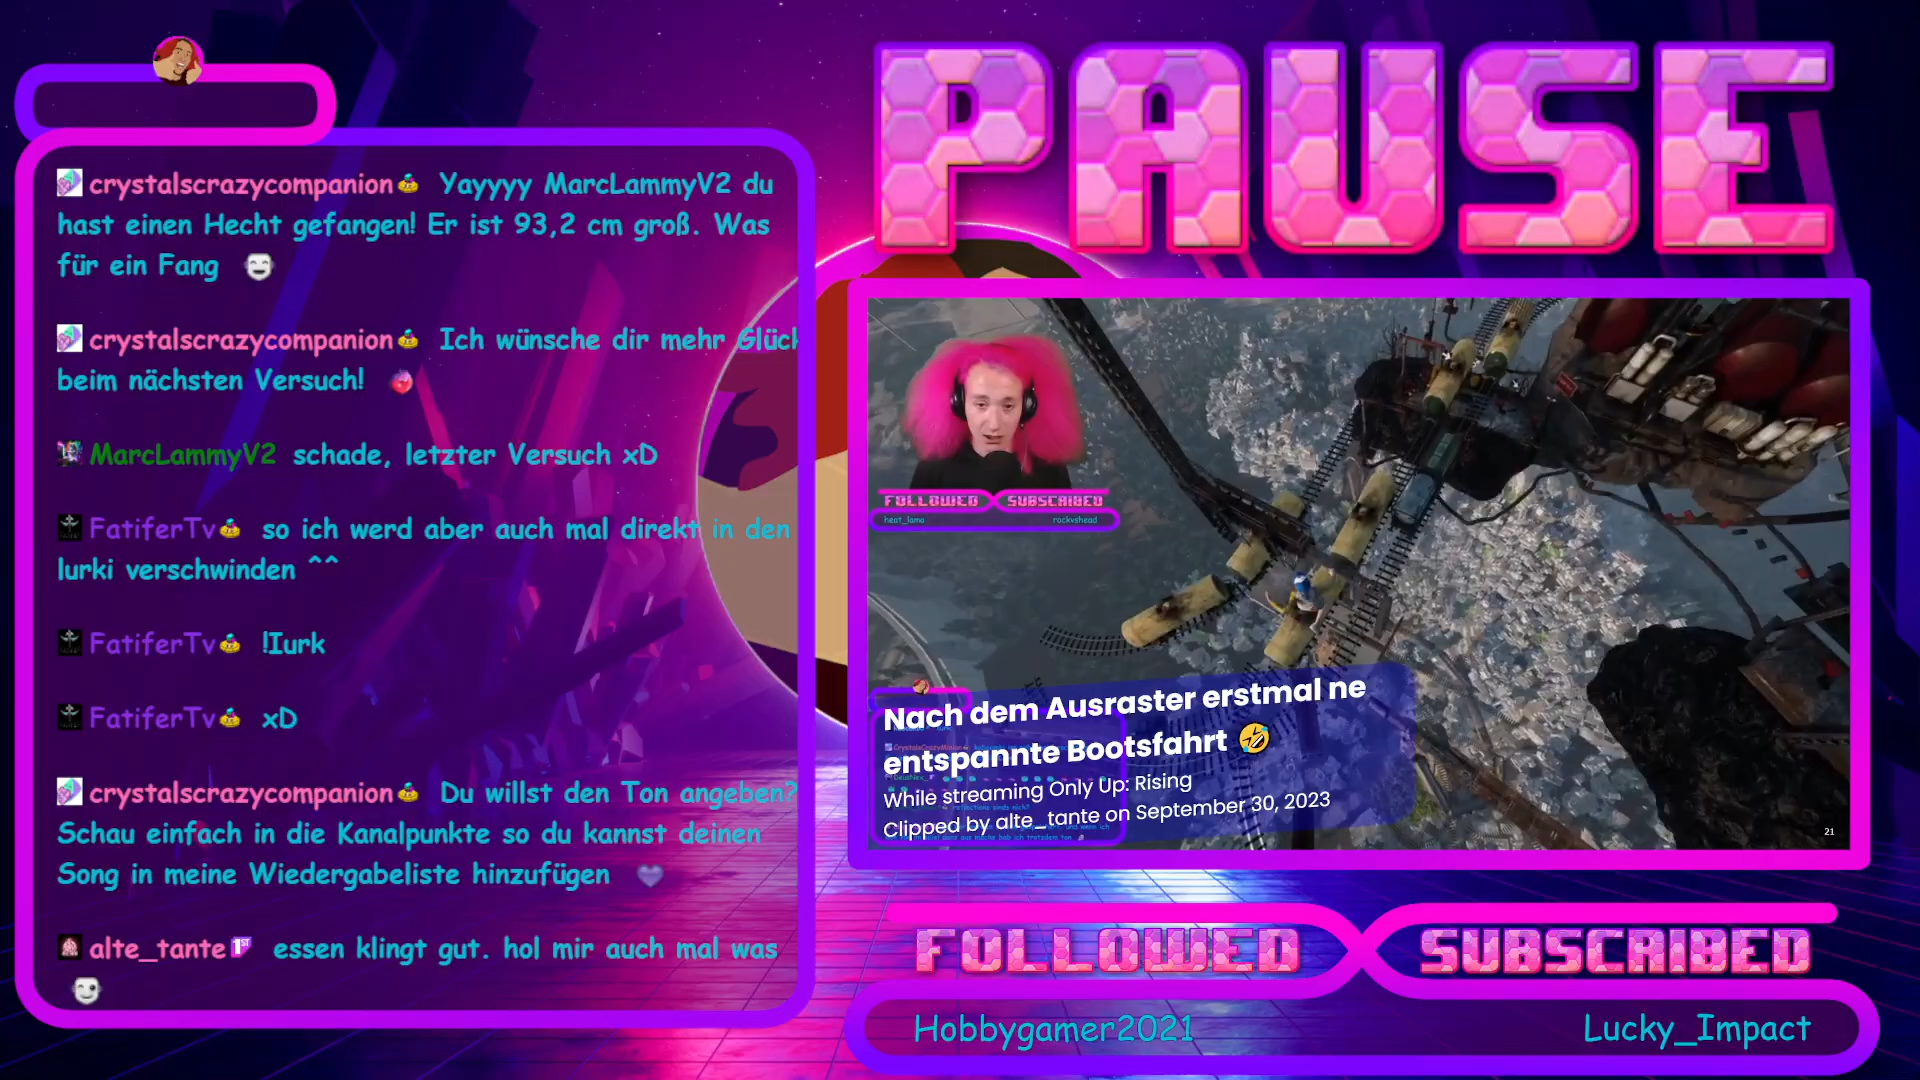 PAUSE
crystalscrazycompanion Yayyyy MarcLammyV2 du
hast einen Hecht gefangen! Er ist 93,2 cm groß. Was
für ein Fang
crystalscrazycompanion Ich wünsche dir mehr Glück
beim nächsten Versuch!
MarcLammyV2 schade, letzter Versuch xD
FatiferTv so ich werd aber auch mal direkt in den
lurki verschwinden ^^
FatiferTv !Iurk
FatiferTv xD
crystalscrazycompanion Du willst den Ton angeben?
Schau einfach in die Kanalpunkte so du kannst deinen
Song in meine Wiedergabeliste hinzufügen
alte_tante 1ST essen klingt gut. hol mir auch mal was
FOLLOWED SUBSCRIBED
heat_lama rockvshead
Nach dem Ausraster erstmal ne
entspannte Bootsfahrt 🤣
While streaming Only Up: Rising
Clipped by alte_tante on September 30, 2023
21
FOLLOWED SUBSCRIBED
Hobbygamer2021 Lucky_Impact